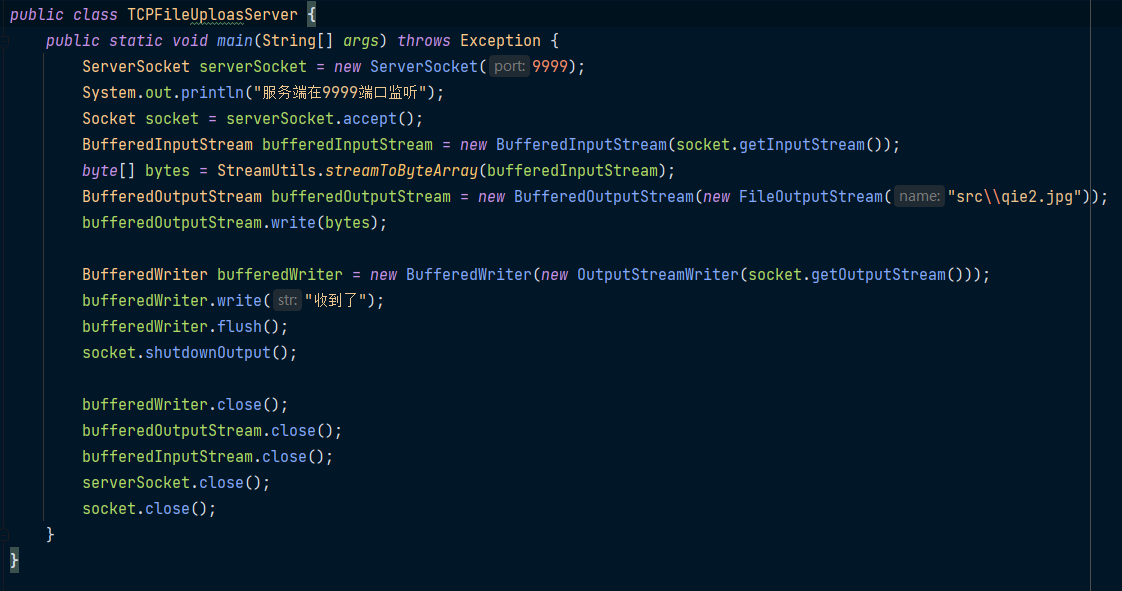 public class TCPFileUploasServer {
public static void main(String[] args) throws Exception {
ServerSocket serverSocket = new ServerSocket( port: 9999);
System.out.println("服务端在9999端口监听");
Socket socket = serverSocket.accept();
BufferedInputStream bufferedInputStream = new BufferedInputStream(socket.getInputStream());
byte[] bytes = StreamUtils.streamToByteArray(bufferedInputStream);
BufferedOutputStream bufferedOutputStream = new BufferedOutputStream(new FileOutputStream( name: "src\\qie2.jpg"));
bufferedOutputStream.write(bytes);
BufferedWriter bufferedWriter = new BufferedWriter(new OutputStreamWriter(socket.getOutputStream()));
bufferedWriter.write( str: "收到了");
bufferedWriter.flush();
socket.shutdownOutput();
bufferedWriter.close();
bufferedOutputStream.close();
bufferedInputStream.close();
serverSocket.close();
socket.close();
}
}